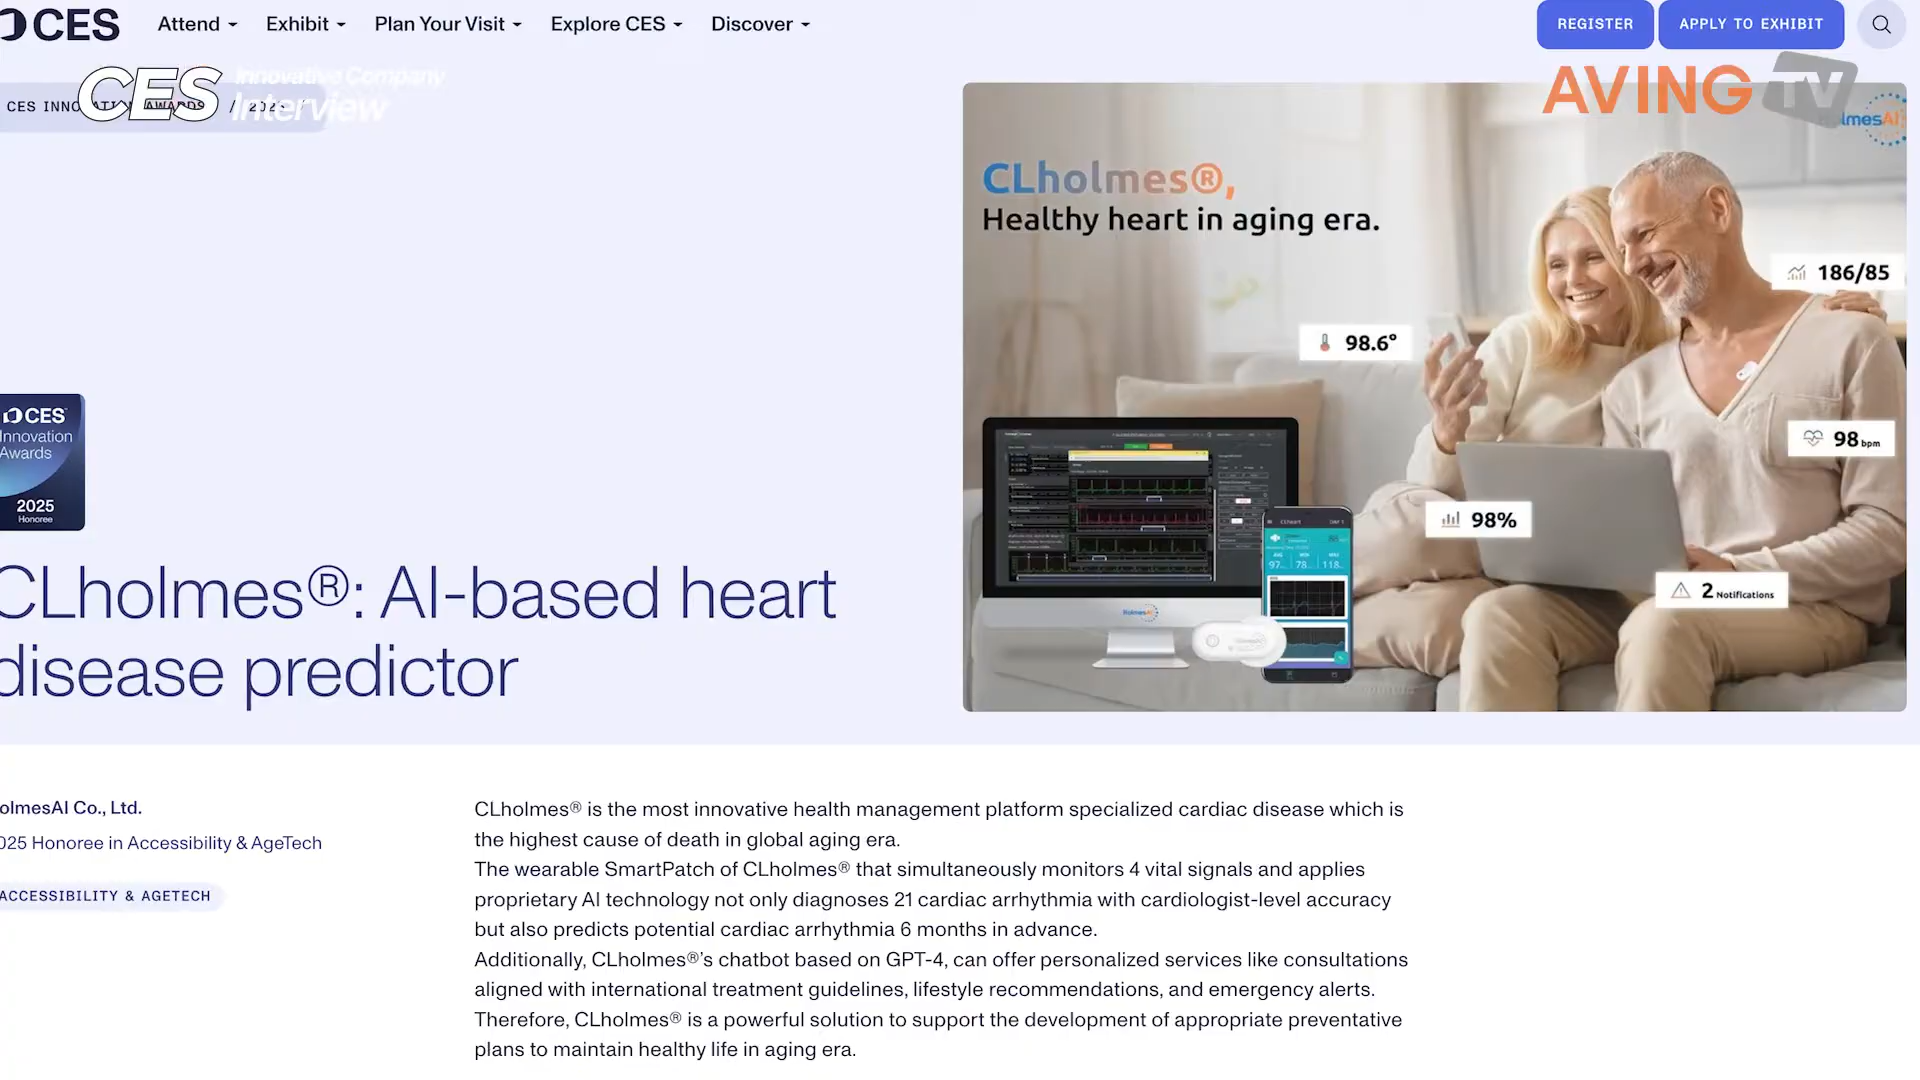 CES
Attend
Exhibit
Plan Your Visit
Explore CES
Discover
REGISTER
APPLY TO EXHIBIT
CES Innovative Company
Interview
AVING TV
CES INNOVATION AWARDS /
lmesAI
CLholmes®,
Healthy heart in aging era.
186/85
98.6°
98 bpm
98%
2 Notifications
HolmesAI
CES
Innovation
Awards
2025
Honoree
CLholmes®: AI-based heart
disease predictor
olmesAI Co., Ltd.
025 Honoree in Accessibility & AgeTech
ACCESSIBILITY & AGETECH
CLholmes® is the most innovative health management platform specialized cardiac disease which is
the highest cause of death in global aging era.
The wearable SmartPatch of CLholmes® that simultaneously monitors 4 vital signals and applies
proprietary AI technology not only diagnoses 21 cardiac arrhythmia with cardiologist-level accuracy
but also predicts potential cardiac arrhythmia 6 months in advance.
Additionally, CLholmes®'s chatbot based on GPT-4, can offer personalized services like consultations
aligned with international treatment guidelines, lifestyle recommendations, and emergency alerts.
Therefore, CLholmes® is a powerful solution to support the development of appropriate preventative
plans to maintain healthy life in aging era.